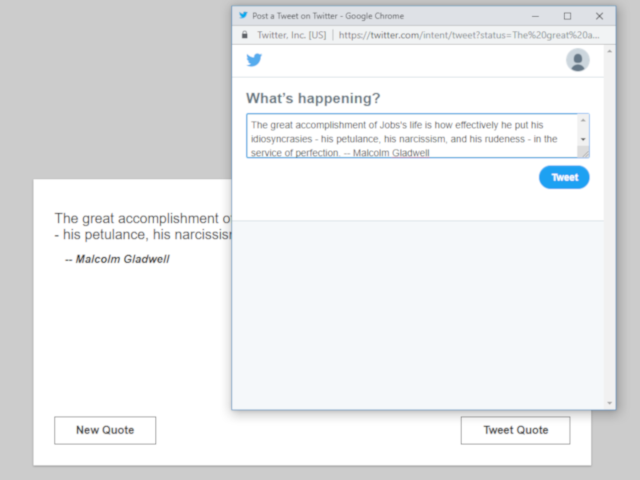 Post a Tweet on Twitter - Google Chrome
Twitter, Inc. [US] | https://twitter.com/intent/tweet?status=The%20great%20a...
What's happening?
The great accomplishment of Jobs's life is how effectively he put his
idiosyncrasies - his petulance, his narcissism, and his rudeness - in the
service of perfection. -- Malcolm Gladwell
Tweet
The great accomplishment o
- his petulance, his narcissis
-- Malcolm Gladwell
New Quote
Tweet Quote